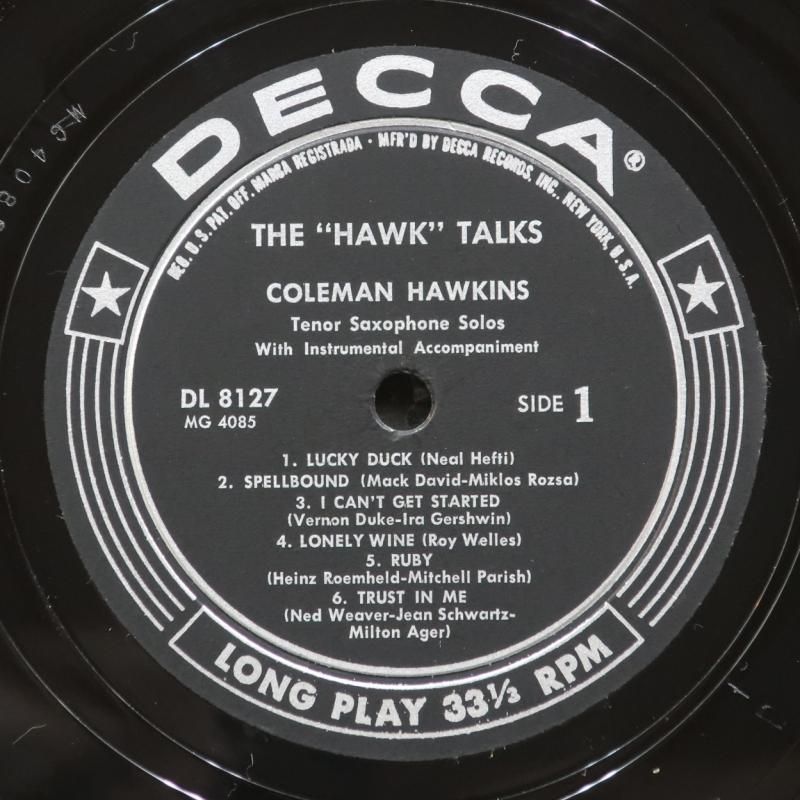 DECCA®
REG. U.S. PAT. OFF. MARCA REGISTRADA · MFR'D BY DECCA RECORDS, INC., NEW YORK, U.S.A.
THE "HAWK" TALKS
COLEMAN HAWKINS
Tenor Saxophone Solos
With Instrumental Accompaniment
DL 8127
MG 4085
SIDE 1
1. LUCKY DUCK (Neal Hefti)
2. SPELLBOUND (Mack David-Miklos Rozsa)
3. I CAN'T GET STARTED
(Vernon Duke-Ira Gershwin)
4. LONELY WINE (Roy Welles)
5. RUBY
(Heinz Roemheld-Mitchell Parish)
6. TRUST IN ME
(Ned Weaver-Jean Schwartz-
Milton Ager)
LONG PLAY 33⅓ RPM